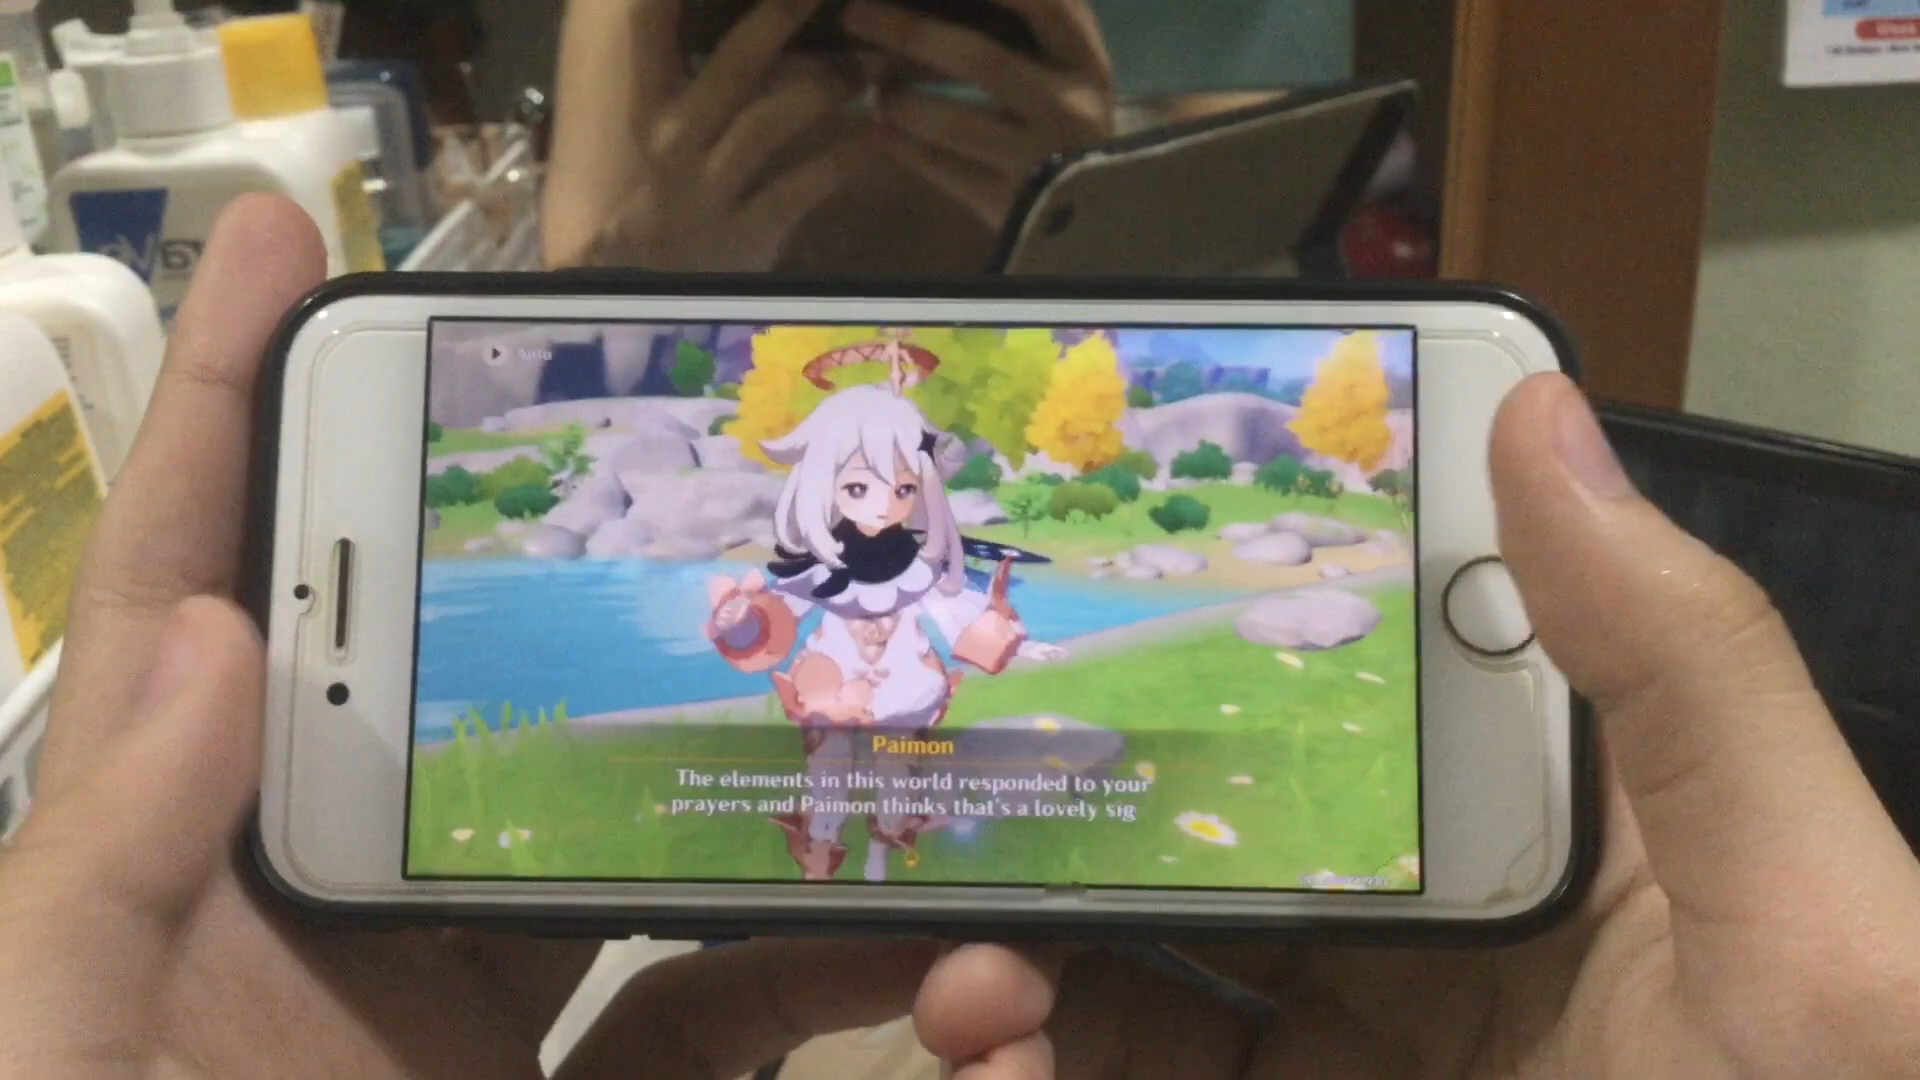 Auto
Paimon
The elements in this world responded to your
prayers and Paimon thinks that's a lovely sig